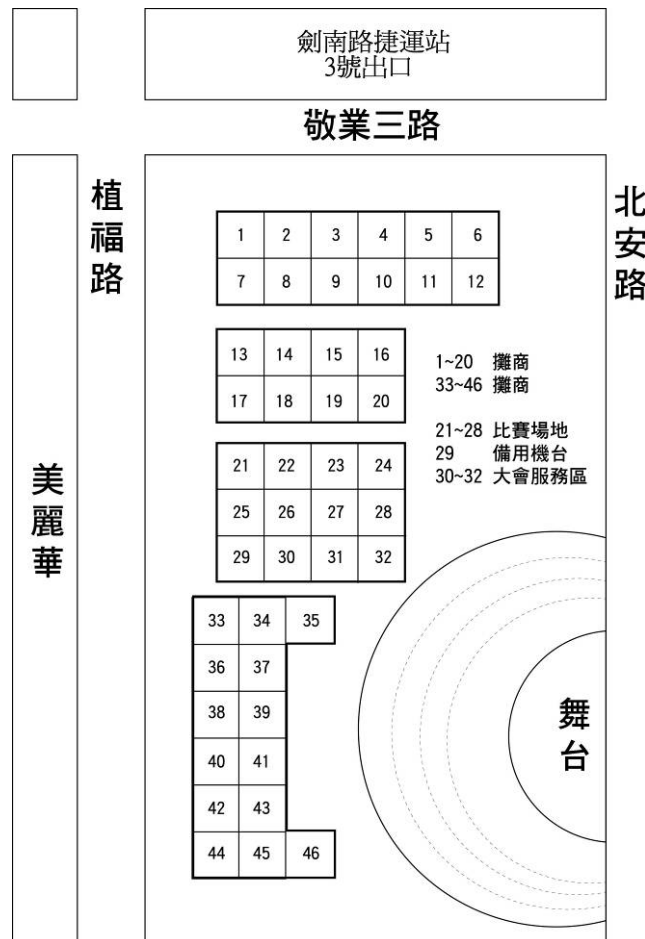 劍南路捷運站
3號出口
敬業三路
植福路
北安路
美麗華
1 2 3 4 5 6
7 8 9 10 11 12
13 14 15 16
17 18 19 20
1~20 攤商
33~46 攤商
21~28 比賽場地
29 備用機台
30~32 大會服務區
21 22 23 24
25 26 27 28
29 30 31 32
33 34 35
36 37
38 39
40 41
42 43
44 45 46
舞台